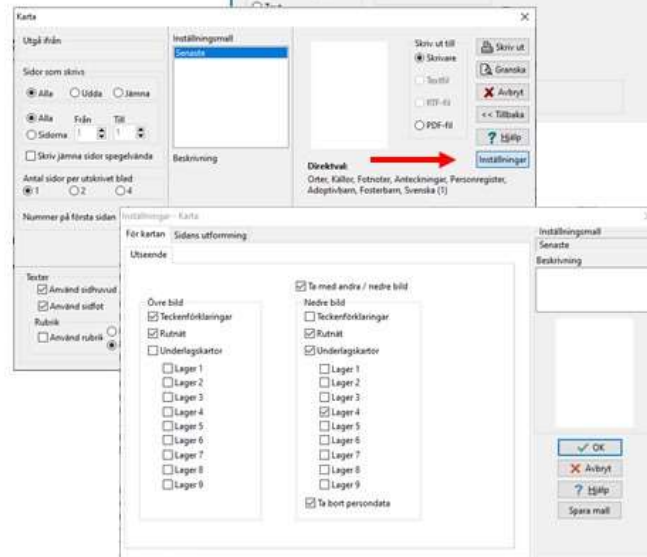 Karta
Utgå ifrån
Sidor som skrivs
Alla Udda Jämna
Alla Från Till
Sidorna 1 1
Skriv jämna sidor spegelvända
Antal sidor per utskrivet blad
1 2 4
Nummer på första sidan
Texter
Använd sidhuvud
Använd sidfot
Rubrik
Använd rubrik
Inställningsmall
Senaste
Beskrivning
Skriv ut till
Skrivare
Textfil
RTF-fil
PDF-fil
Direktval:
Orter, Källor, Fotnoter, Anteckningar, Personregister,
Adoptivbarn, Fosterbarn, Svenska (1)
Skriv ut
Granska
Avbryt
<< Tillbaka
Hjälp
Inställningar
Inställningar - Karta
För kartan Sidans utformning
Utseende
Övre bild
Teckenförklaringar
Rutnät
Underlagskartor
Lager 1
Lager 2
Lager 3
Lager 4
Lager 5
Lager 6
Lager 7
Lager 8
Lager 9
Ta med andra / nedre bild
Nedre bild
Teckenförklaringar
Rutnät
Underlagskartor
Lager 1
Lager 2
Lager 3
Lager 4
Lager 5
Lager 6
Lager 7
Lager 8
Lager 9
Ta bort persondata
Inställningsmall
Senaste
Beskrivning
OK
Avbryt
Hjälp
Spara mall